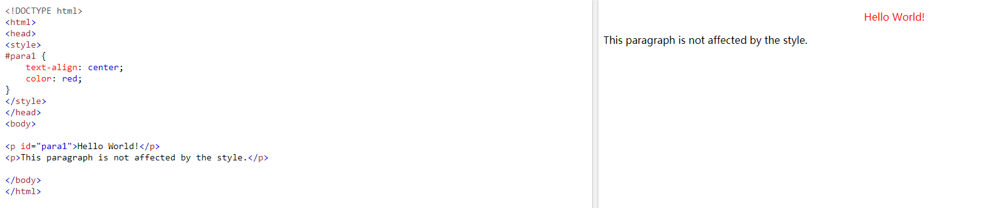 <!DOCTYPE html>
<html>
<head>
<style>
#para1 {
    text-align: center;
    color: red;
}
</style>
</head>
<body>

<p id="para1">Hello World!</p>
<p>This paragraph is not affected by the style.</p>

</body>
</html>
Hello World!
This paragraph is not affected by the style.